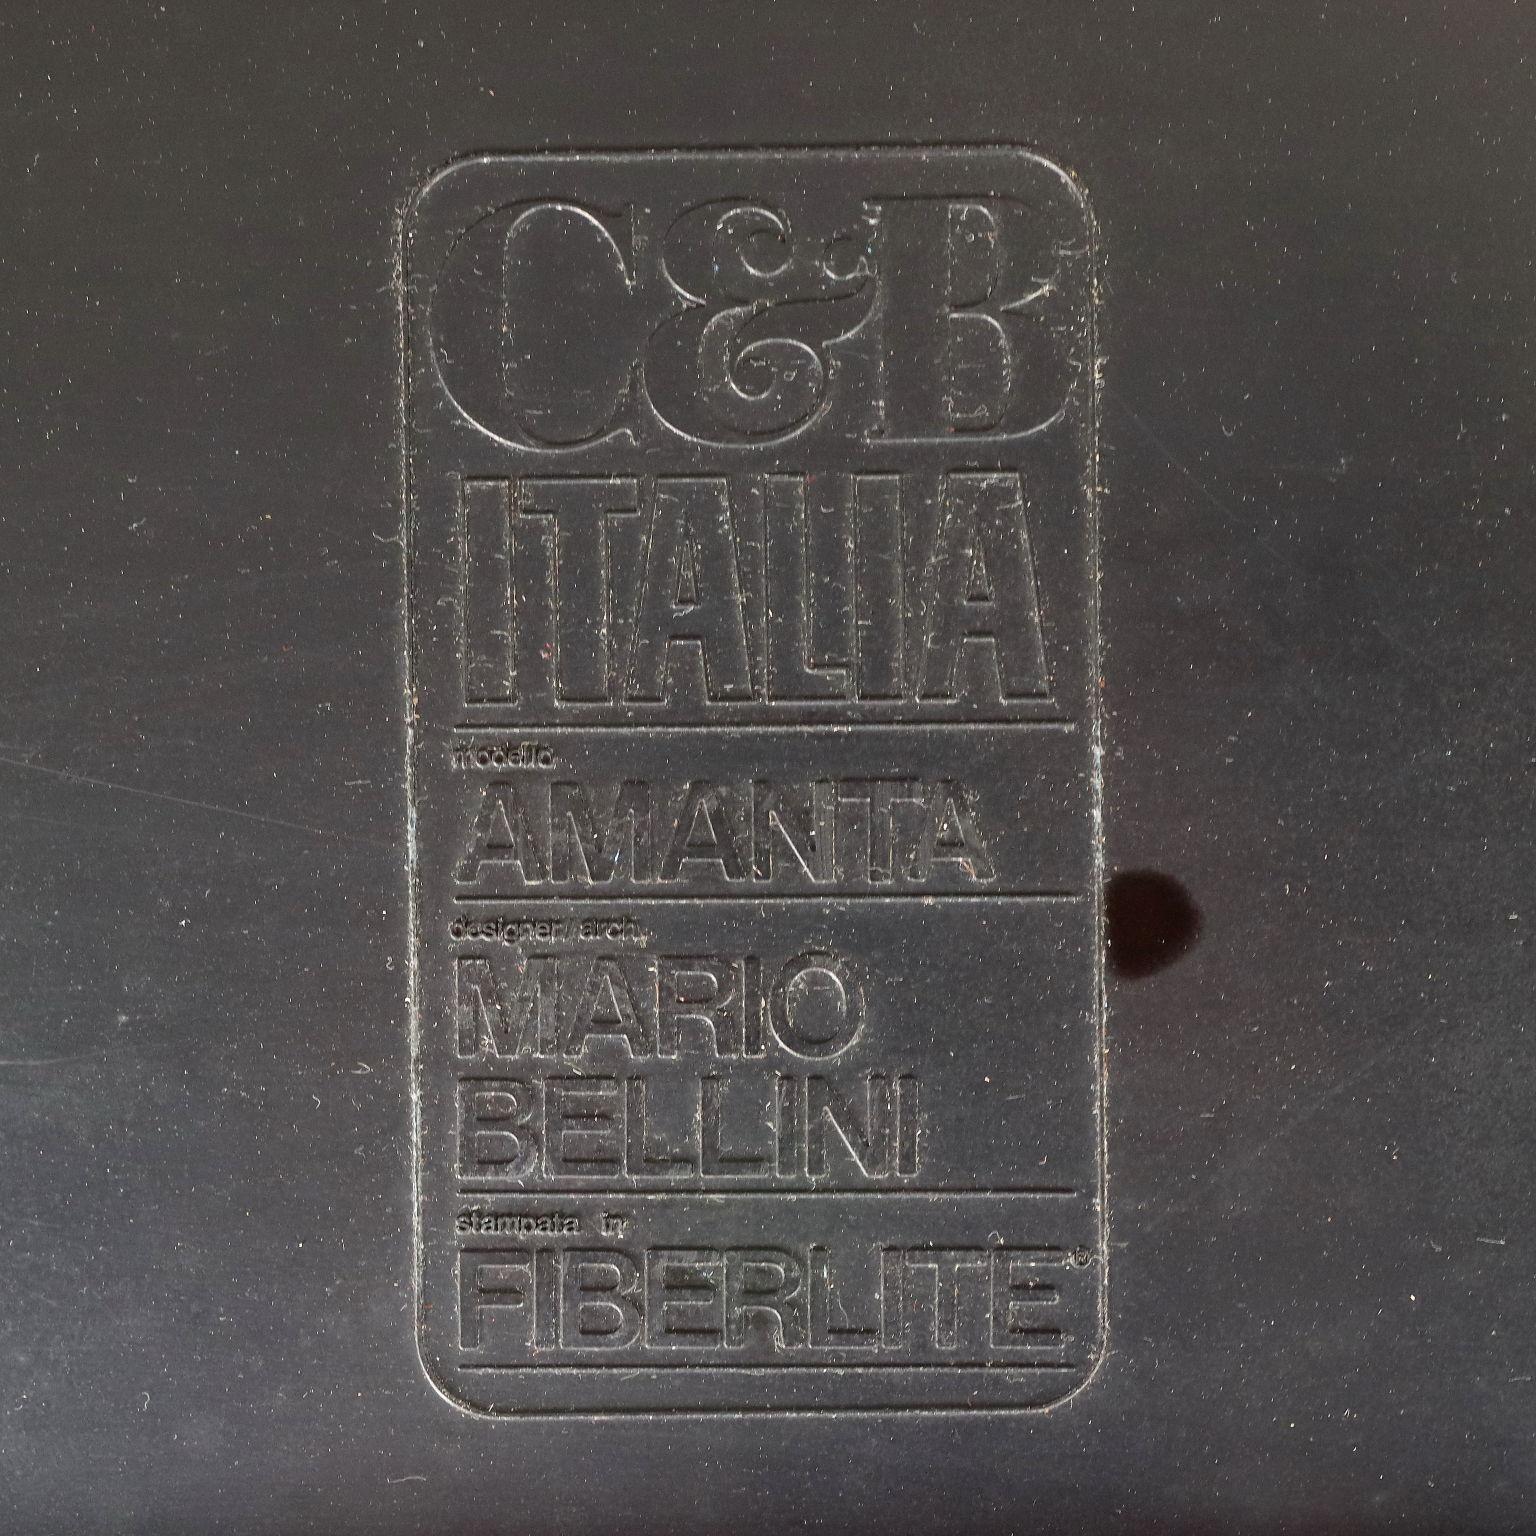 C&B
ITALIA
modello
AMANTA
designer/arch.
MARIO
BELLINI
stampata in
FIBERLITE®